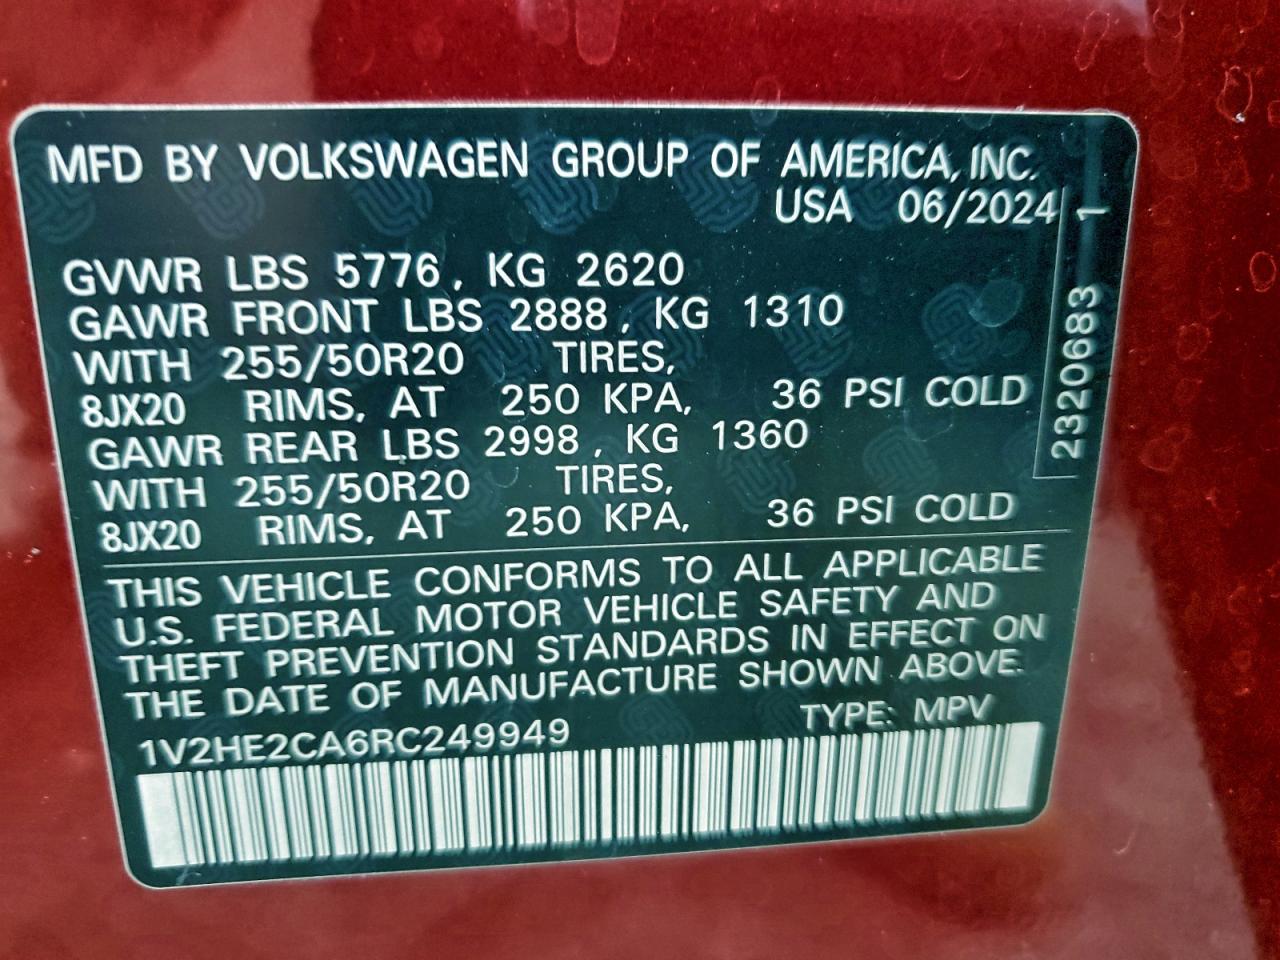 MFD BY VOLKSWAGEN GROUP OF AMERICA, INC.
USA 06/2024
GVWR LBS 5776, KG 2620
GAWR FRONT LBS 2888, KG 1310
WITH 255/50R20 TIRES,
8JX20 RIMS, AT 250 KPA, 36 PSI COLD
GAWR REAR LBS 2998, KG 1360
WITH 255/50R20 TIRES,
8JX20 RIMS, AT 250 KPA, 36 PSI COLD
THIS VEHICLE CONFORMS TO ALL APPLICABLE
U.S. FEDERAL MOTOR VEHICLE SAFETY AND
THEFT PREVENTION STANDARDS IN EFFECT ON
THE DATE OF MANUFACTURE SHOWN ABOVE.
1V2HE2CA6RC249949 TYPE: MPV
2320683 1